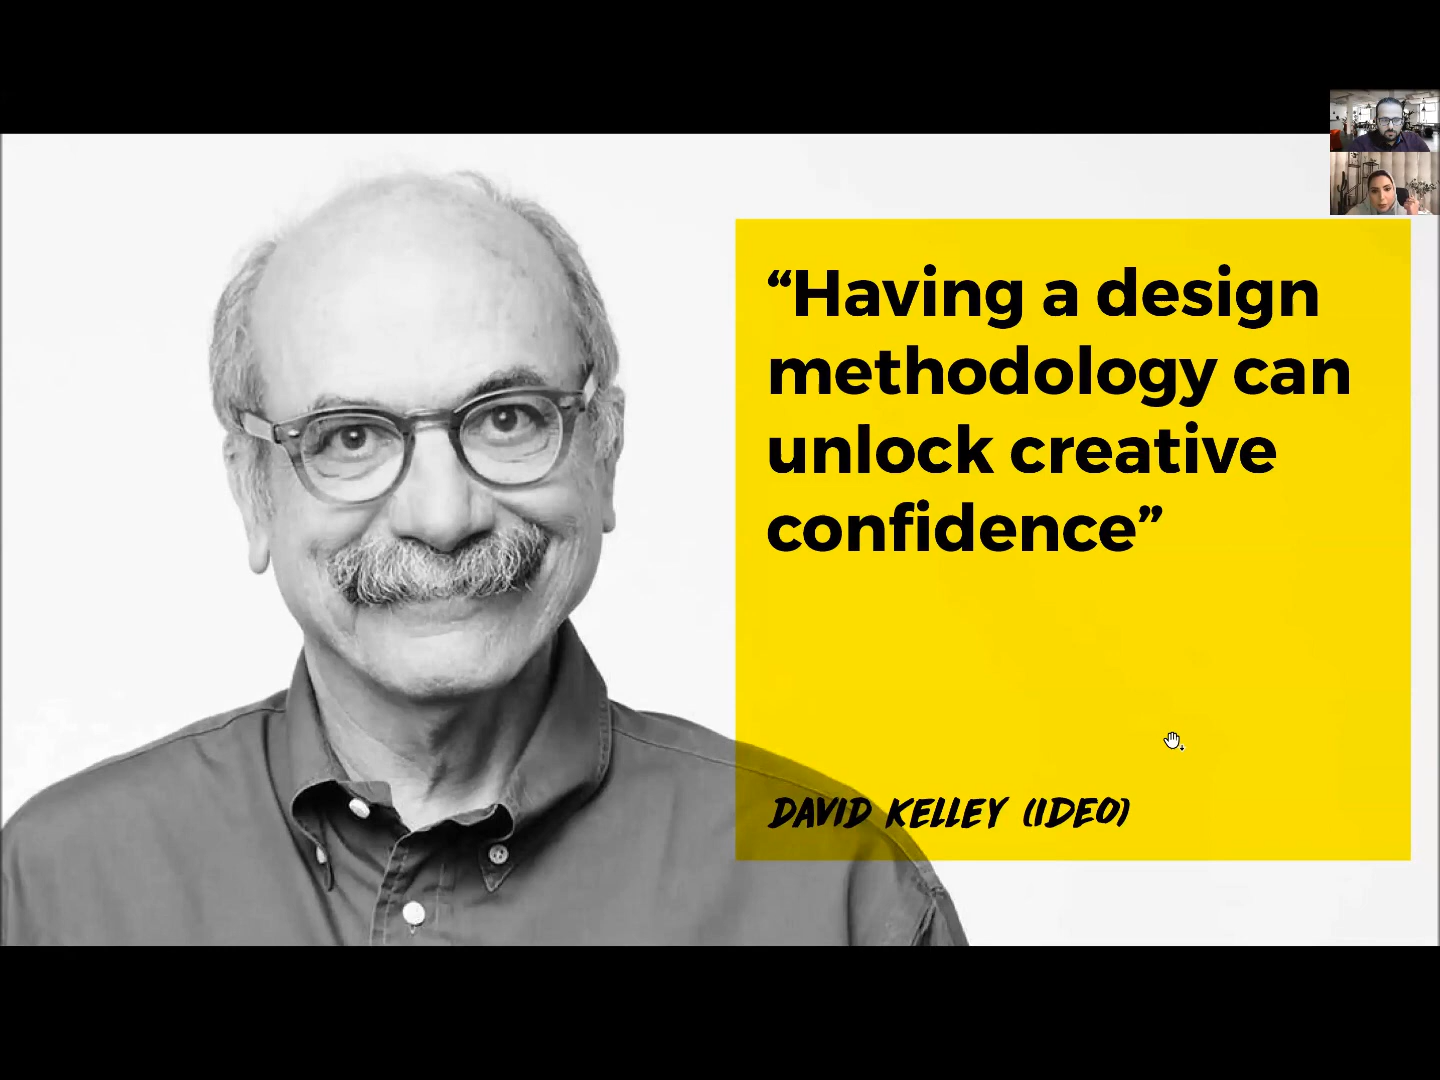 “Having a design
methodology can
unlock creative
confidence”
DAVID KELLEY (IDEO)